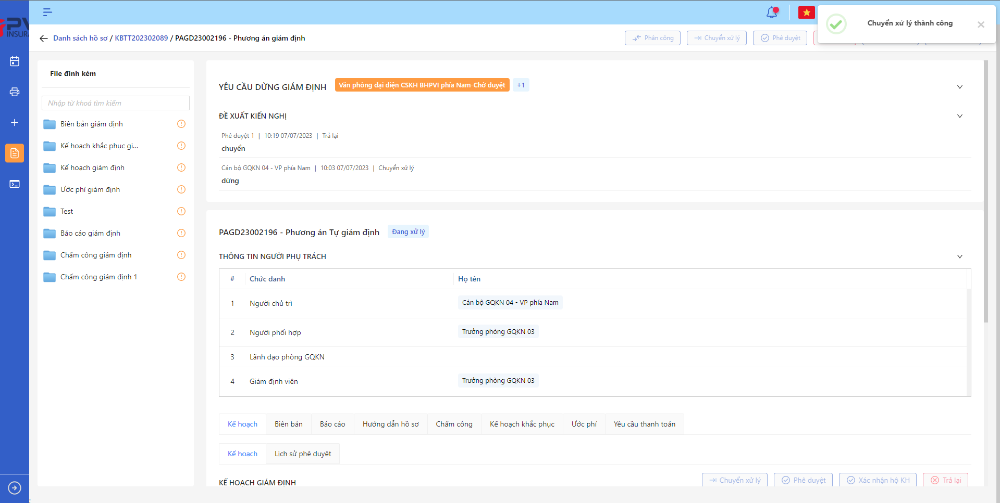 Chuyển xử lý thành công
PV
INSURA
Danh sách hồ sơ / KBTT202302089 / PAGD23002196 - Phương án giám định
Phân công
Chuyển xử lý
Phê duyệt
File đính kèm
Nhập từ khoá tìm kiếm
Biên bản giám định
Kế hoạch khắc phục gi...
Kế hoạch giám định
Ước phí giám định
Test
Báo cáo giám định
Chấm công giám định
Chấm công giám định 1
YÊU CẦU DỪNG GIÁM ĐỊNH
Văn phòng đại diện CSKH BHPVI phía Nam-Chờ duyệt
+1
ĐỀ XUẤT KIẾN NGHỊ
Phê duyệt 1 | 10:19 07/07/2023 | Trả lại
chuyển
Cán bộ GQKN 04 - VP phía Nam | 10:03 07/07/2023 | Chuyển xử lý
dừng
PAGD23002196 - Phương án Tự giám định
Đang xử lý
THÔNG TIN NGƯỜI PHỤ TRÁCH
# Chức danh Họ tên
1 Người chủ trì Cán bộ GQKN 04 - VP phía Nam
2 Người phối hợp Trưởng phòng GQKN 03
3 Lãnh đạo phòng GQKN
4 Giám định viên Trưởng phòng GQKN 03
Kế hoạch Biên bản Báo cáo Hướng dẫn hồ sơ Chấm công Kế hoạch khắc phục Ước phí Yêu cầu thanh toán
Kế hoạch Lịch sử phê duyệt
KẾ HOẠCH GIÁM ĐỊNH
Chuyển xử lý
Phê duyệt
Xác nhận hộ KH
Trả lại